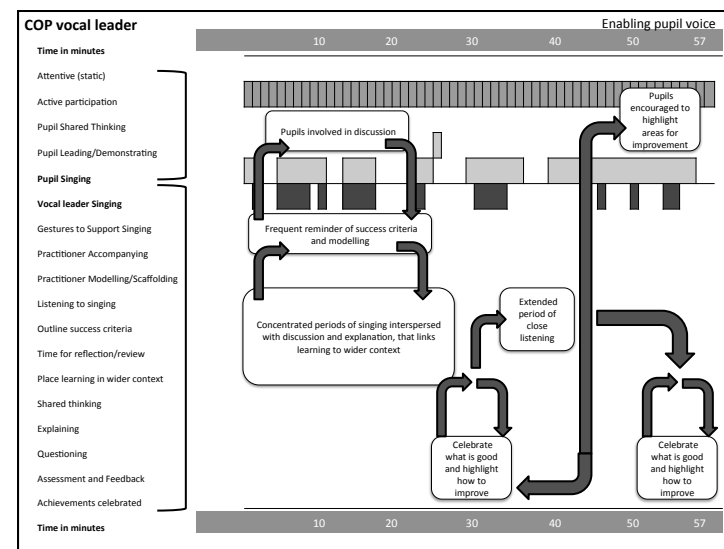 COP vocal leader
Enabling pupil voice
Time in minutes
10 20 30 40 50 57
Attentive (static)
Active participation
Pupil Shared Thinking
Pupil Leading/Demonstrating
Pupil Singing
Vocal leader Singing
Gestures to Support Singing
Practitioner Accompanying
Practitioner Modelling/Scaffolding
Listening to singing
Outline success criteria
Time for reflection/review
Place learning in wider context
Shared thinking
Explaining
Questioning
Assessment and Feedback
Achievements celebrated
Time in minutes
Pupils involved in discussion
Pupils
encouraged to
highlight
areas for
improvement
Frequent reminder of success criteria
and modelling
Concentrated periods of singing interspersed
with discussion and explanation, that links
learning to wider context
Extended
period of
close
listening
Celebrate
what is good
and highlight
how to
improve
Celebrate
what is good
and highlight
how to
improve
10 20 30 40 50 57